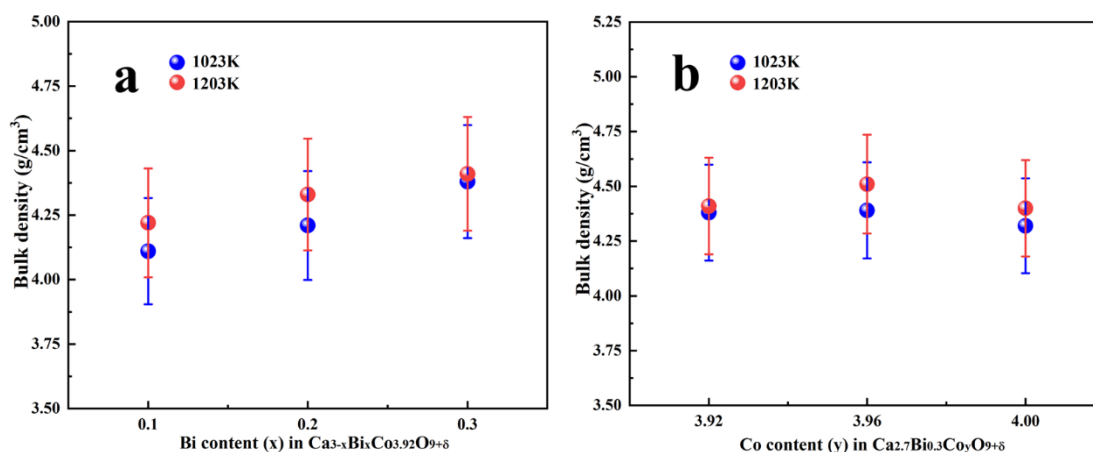 a
1023K
1203K
Bulk density (g/cm³)
5.00
4.75
4.50
4.25
4.00
3.75
3.50
0.1
0.2
0.3
Bi content (x) in Ca₃₋ₓBiₓCo₃.₉₂O₉₊δ
b
1023K
1203K
Bulk density (g/cm³)
5.25
5.00
4.75
4.50
4.25
4.00
3.75
3.50
3.92
3.96
4.00
Co content (y) in Ca₂.₇Bi₀.₃CoyO₉₊δ